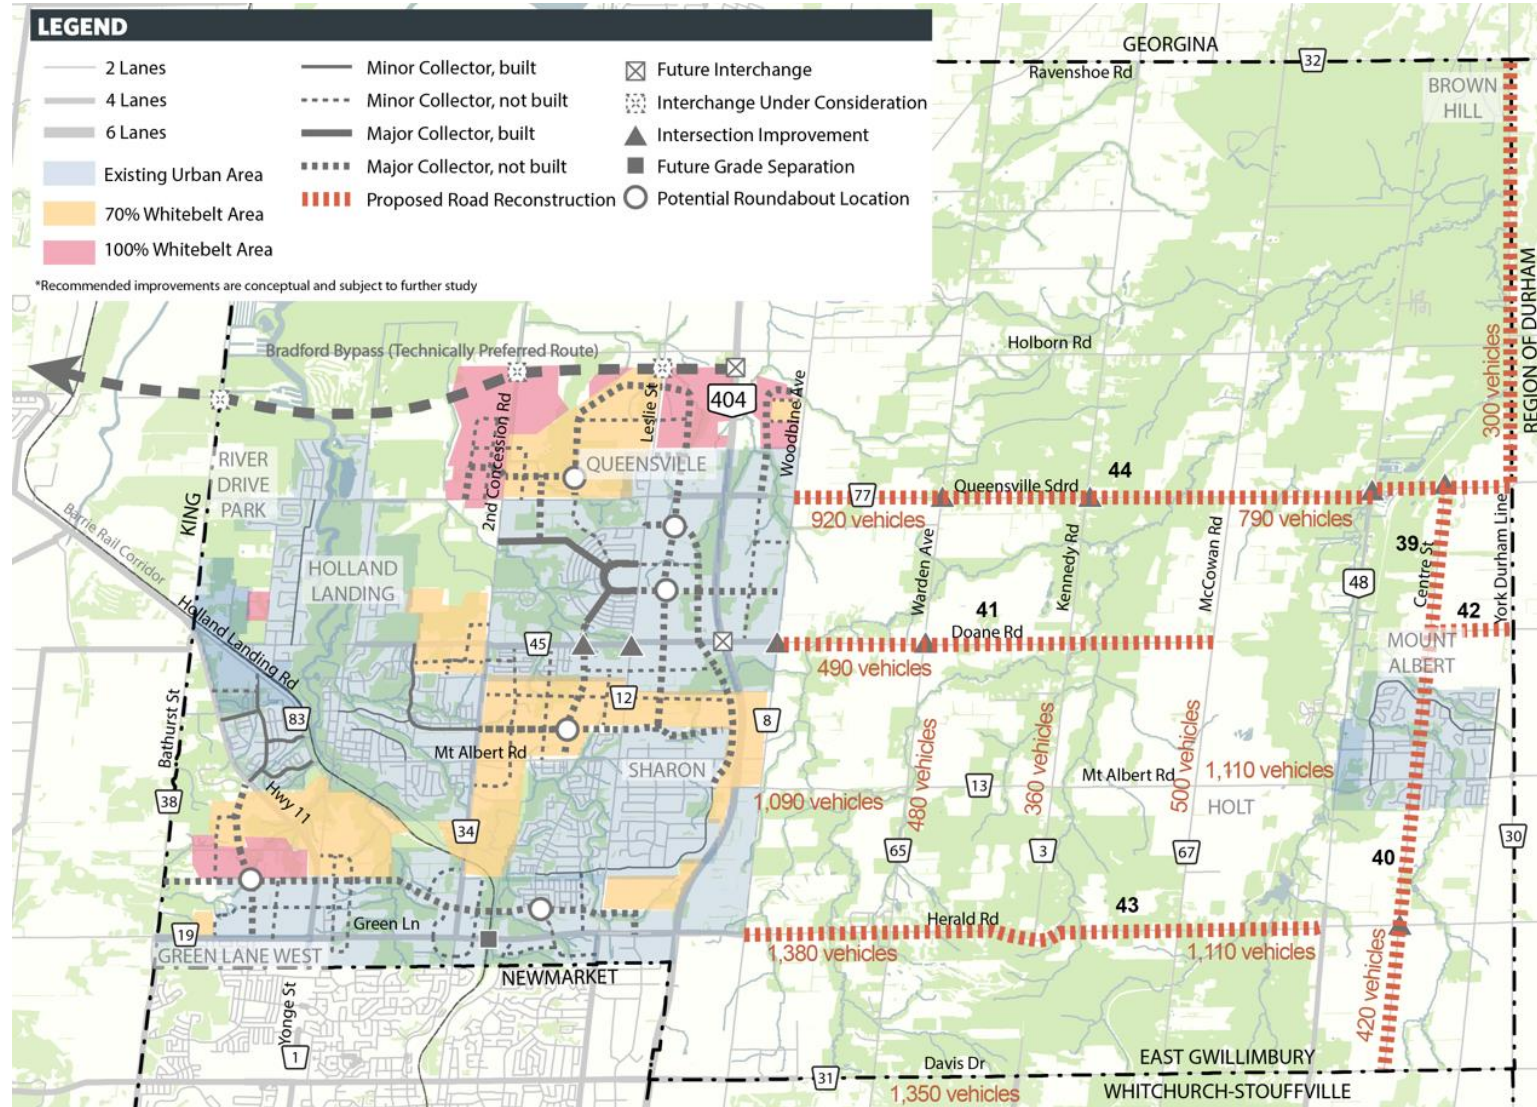 LEGEND
2 Lanes
4 Lanes
6 Lanes
Existing Urban Area
70% Whitebelt Area
100% Whitebelt Area
Minor Collector, built
Minor Collector, not built
Major Collector, built
Major Collector, not built
Proposed Road Reconstruction
Future Interchange
Interchange Under Consideration
Intersection Improvement
Future Grade Separation
Potential Roundabout Location
*Recommended improvements are conceptual and subject to further study
GEORGINA
32
Ravenshoe Rd
BROWN
HILL
REGION OF DURHAM
300 vehicles
Holborn Rd
Bradford Bypass (Technically Preferred Route)
404
Woodbine Ave
Leslie St
2nd Concession Rd
QUEENSVILLE
RIVER
DRIVE
PARK
KING
Barrie Rail Corridor
44
77
Queensville Sdrd
920 vehicles
790 vehicles
York Durham Line
39
Centre St
48
42
Warden Ave
Kennedy Rd
McCowan Rd
HOLLAND
LANDING
Holland Landing Rd
41
Doane Rd
45
490 vehicles
MOUNT
ALBERT
12
8
83
Bathurst St
Mt Albert Rd
SHARON
480 vehicles
360 vehicles
500 vehicles
Mt Albert Rd
1,110 vehicles
13
1,090 vehicles
HOLT
38
Hwy 11
34
65
3
67
30
40
43
Herald Rd
Green Ln
19
GREEN LANE WEST
1,380 vehicles
1,110 vehicles
420 vehicles
NEWMARKET
Yonge St
1
Davis Dr
EAST GWILLIMBURY
31
1,350 vehicles
WHITCHURCH-STOUFFVILLE